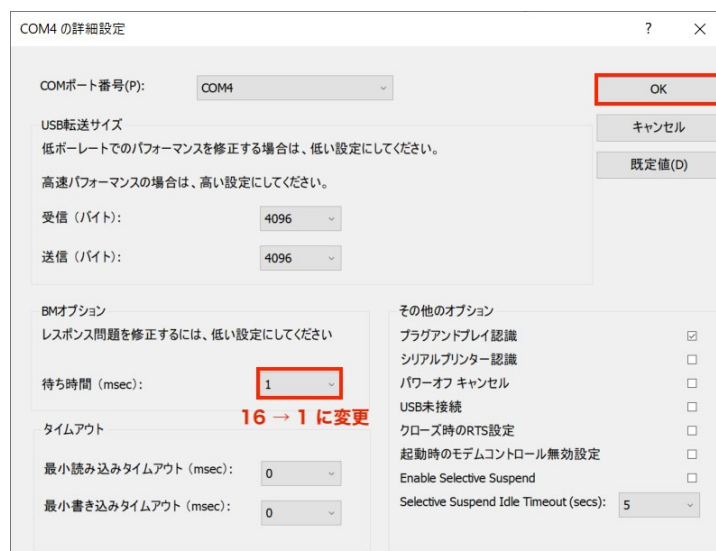 COM4 の詳細設定
COMポート番号(P):
COM4
OK
キャンセル
既定値(D)
USB転送サイズ
低ボーレートでのパフォーマンスを修正する場合は、低い設定にしてください。
高速パフォーマンスの場合は、高い設定にしてください。
受信（バイト）:
4096
送信（バイト）:
4096
BMオプション
レスポンス問題を修正するには、低い設定にしてください
待ち時間（msec）:
1
16 → 1 に変更
タイムアウト
最小読み込みタイムアウト（msec）:
0
最小書き込みタイムアウト（msec）:
0
その他のオプション
プラグアンドプレイ認識
シリアルプリンター認識
パワーオフ キャンセル
USB未接続
クローズ時のRTS設定
起動時のモデムコントロール無効設定
Enable Selective Suspend
Selective Suspend Idle Timeout (secs):
5